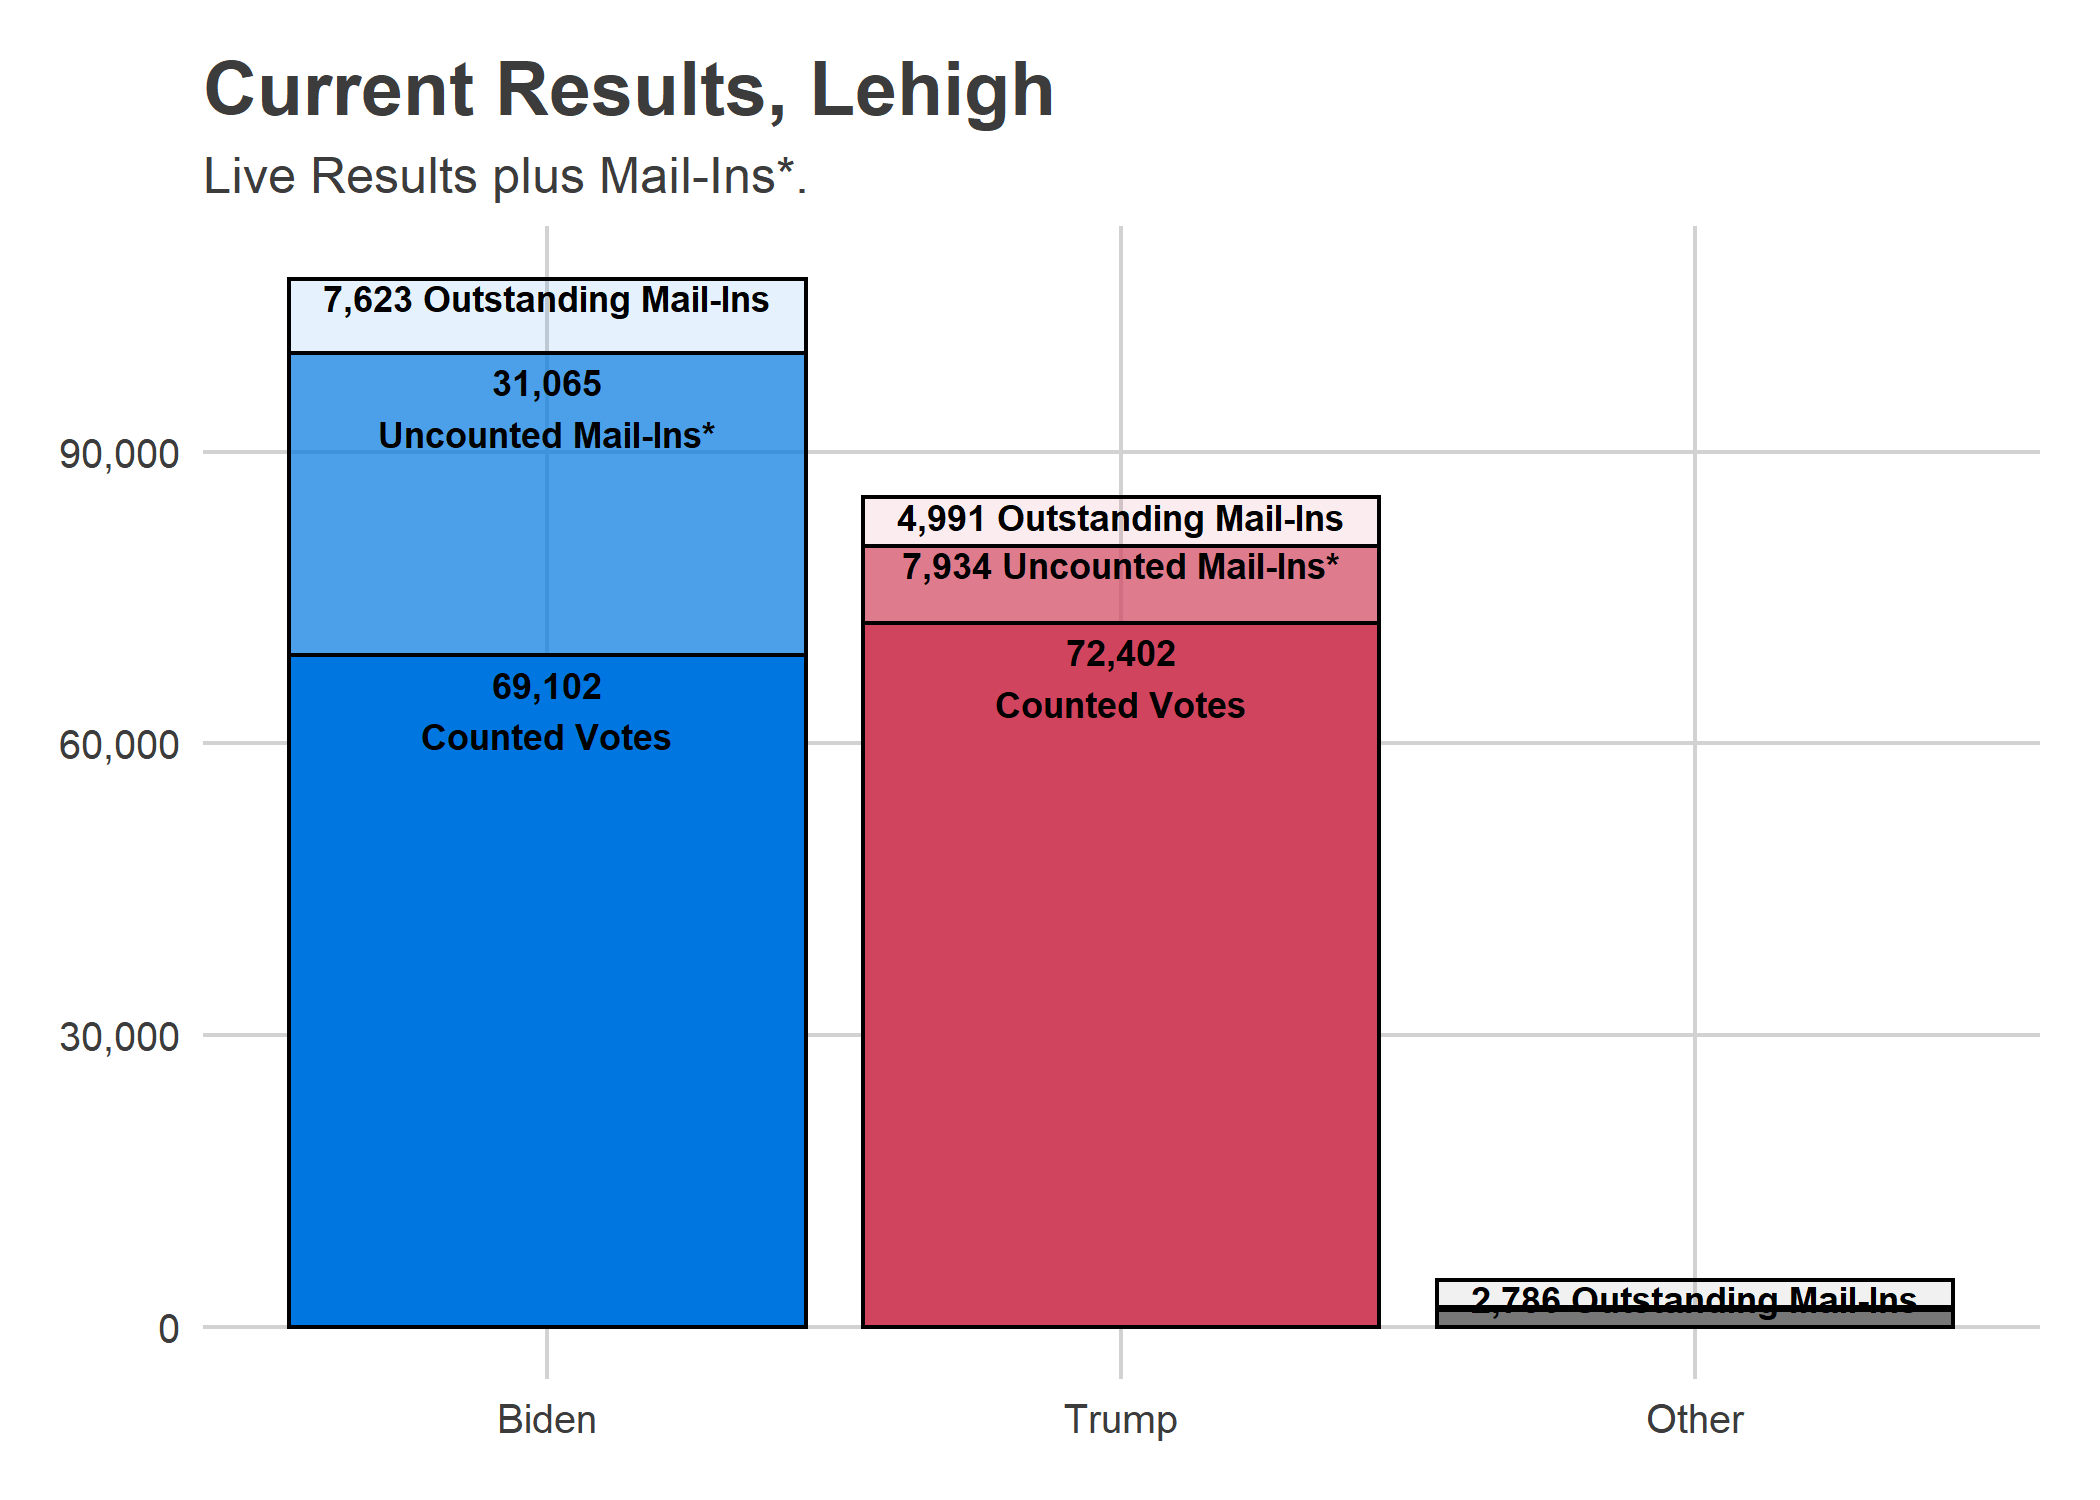 Current Results, Lehigh
Live Results plus Mail-Ins*.
7,623 Outstanding Mail-Ins
31,065
Uncounted Mail-Ins*
69,102
Counted Votes
4,991 Outstanding Mail-Ins
7,934 Uncounted Mail-Ins*
72,402
Counted Votes
2,786 Outstanding Mail-Ins
90,000
60,000
30,000
0
Biden
Trump
Other